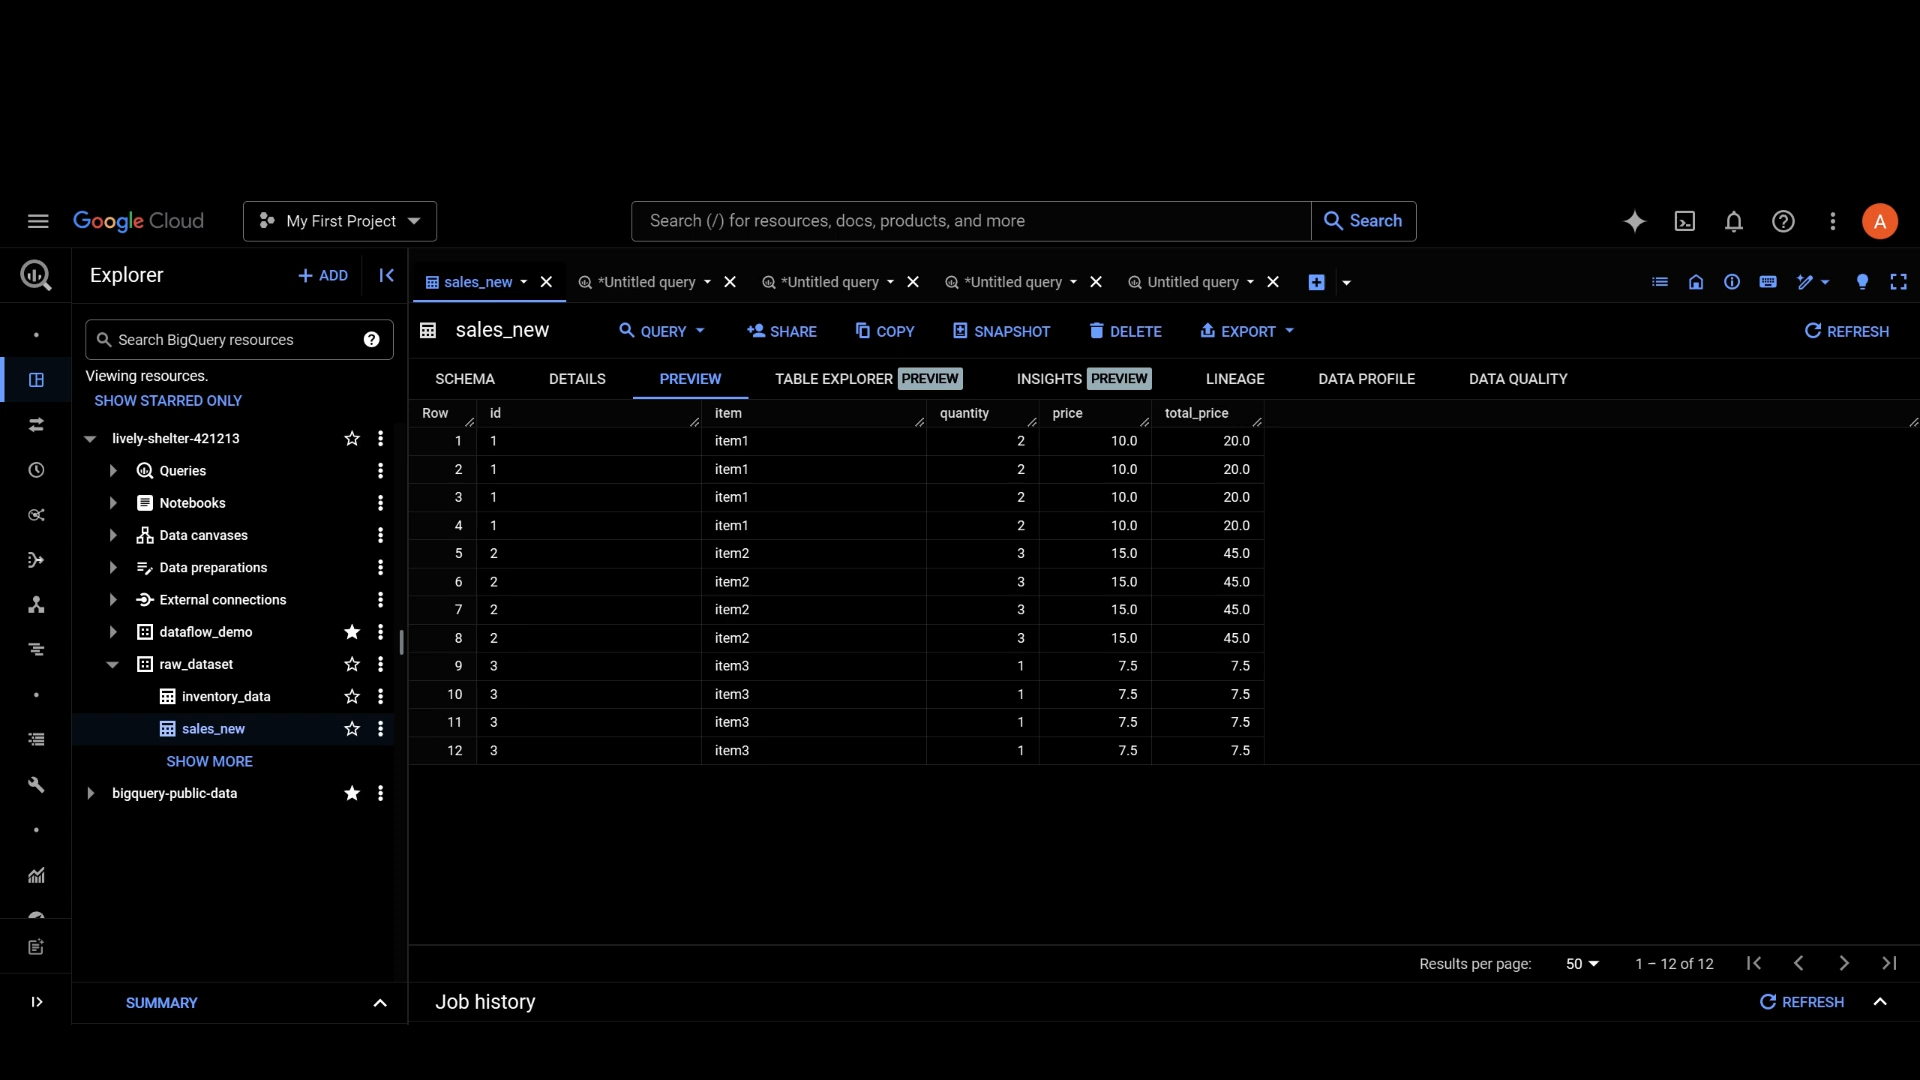 Google Cloud My First Project Search (/) for resources, docs, products, and more Search A
Explorer ADD
sales_new *Untitled query *Untitled query *Untitled query Untitled query
sales_new QUERY SHARE COPY SNAPSHOT DELETE EXPORT REFRESH
Search BigQuery resources
Viewing resources.
SHOW STARRED ONLY
lively-shelter-421213
Queries
Notebooks
Data canvases
Data preparations
External connections
dataflow_demo
raw_dataset
inventory_data
sales_new
SHOW MORE
bigquery-public-data
SUMMARY
SCHEMA DETAILS PREVIEW TABLE EXPLORER PREVIEW INSIGHTS PREVIEW LINEAGE DATA PROFILE DATA QUALITY
Row id item quantity price total_price
1 1 item1 2 10.0 20.0
2 1 item1 2 10.0 20.0
3 1 item1 2 10.0 20.0
4 1 item1 2 10.0 20.0
5 2 item2 3 15.0 45.0
6 2 item2 3 15.0 45.0
7 2 item2 3 15.0 45.0
8 2 item2 3 15.0 45.0
9 3 item3 1 7.5 7.5
10 3 item3 1 7.5 7.5
11 3 item3 1 7.5 7.5
12 3 item3 1 7.5 7.5
Results per page: 50 1 – 12 of 12
Job history REFRESH